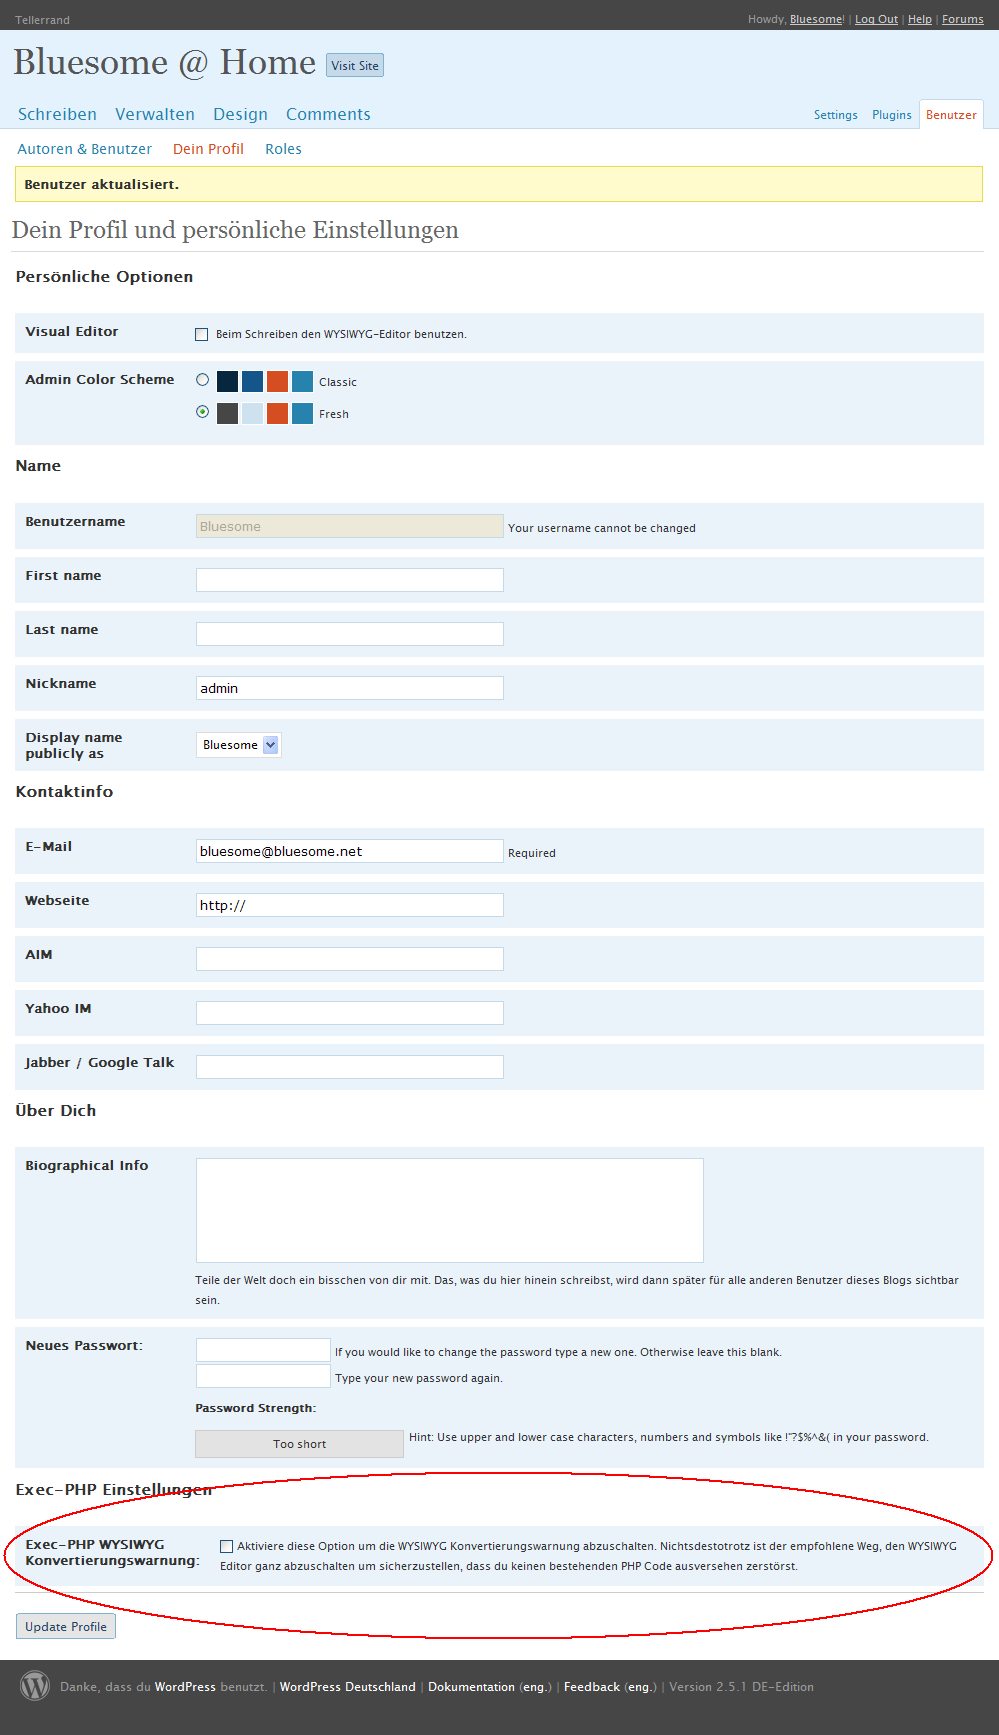 Tellerrand
Howdy, Bluesome! | Log Out | Help | Forums
Bluesome @ Home Visit Site
Schreiben Verwalten Design Comments
Settings Plugins Benutzer
Autoren & Benutzer Dein Profil Roles
Benutzer aktualisiert.
Dein Profil und persönliche Einstellungen
Persönliche Optionen
Visual Editor Beim Schreiben den WYSIWYG-Editor benutzen.
Admin Color Scheme Classic
Fresh
Name
Benutzername Bluesome Your username cannot be changed
First name
Last name
Nickname admin
Display name
publicly as
Bluesome
Kontaktinfo
E-Mail bluesome@bluesome.net Required
Webseite http://
AIM
Yahoo IM
Jabber / Google Talk
Über Dich
Biographical Info
Teile der Welt doch ein bisschen von dir mit. Das, was du hier hinein schreibst, wird dann später für alle anderen Benutzer dieses Blogs sichtbar
sein.
Neues Passwort: If you would like to change the password type a new one. Otherwise leave this blank.
Type your new password again.
Password Strength:
Too short Hint: Use upper and lower case characters, numbers and symbols like !"?$%^&( in your password.
Exec-PHP Einstellungen
Exec-PHP WYSIWYG
Konvertierungswarnung:
Aktiviere diese Option um die WYSIWYG Konvertierungswarnung abzuschalten. Nichtsdestotrotz ist der empfohlene Weg, den WYSIWYG
Editor ganz abzuschalten um sicherzustellen, dass du keinen bestehenden PHP Code ausversehen zerstörst.
Update Profile
Danke, dass du WordPress benutzt. | WordPress Deutschland | Dokumentation (eng.) | Feedback (eng.) | Version 2.5.1 DE-Edition